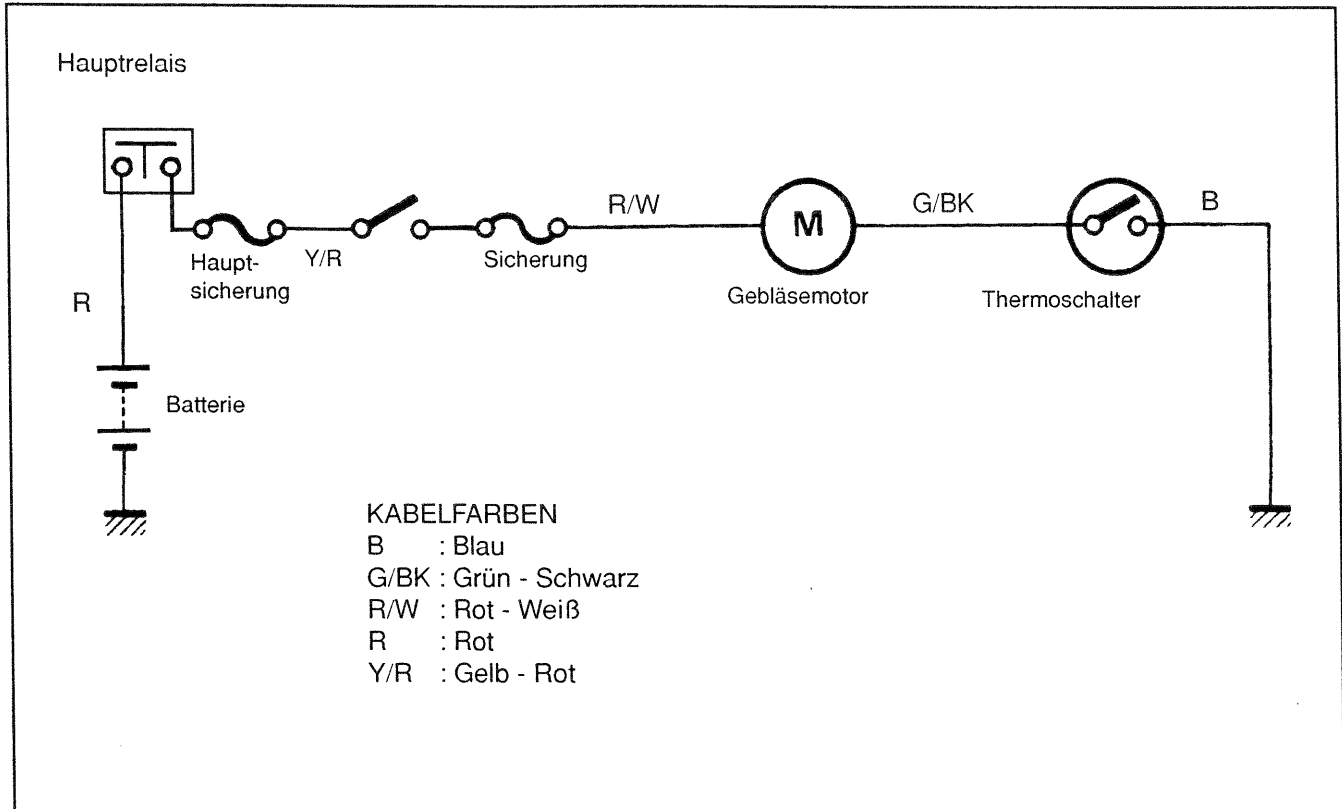 Hauptrelais
R/W
M
G/BK
B
Haupt-
sicherung
Y/R
Sicherung
Gebläsemotor
Thermoschalter
R
Batterie
KABELFARBEN
B : Blau
G/BK : Grün - Schwarz
R/W : Rot - Weiß
R : Rot
Y/R : Gelb - Rot